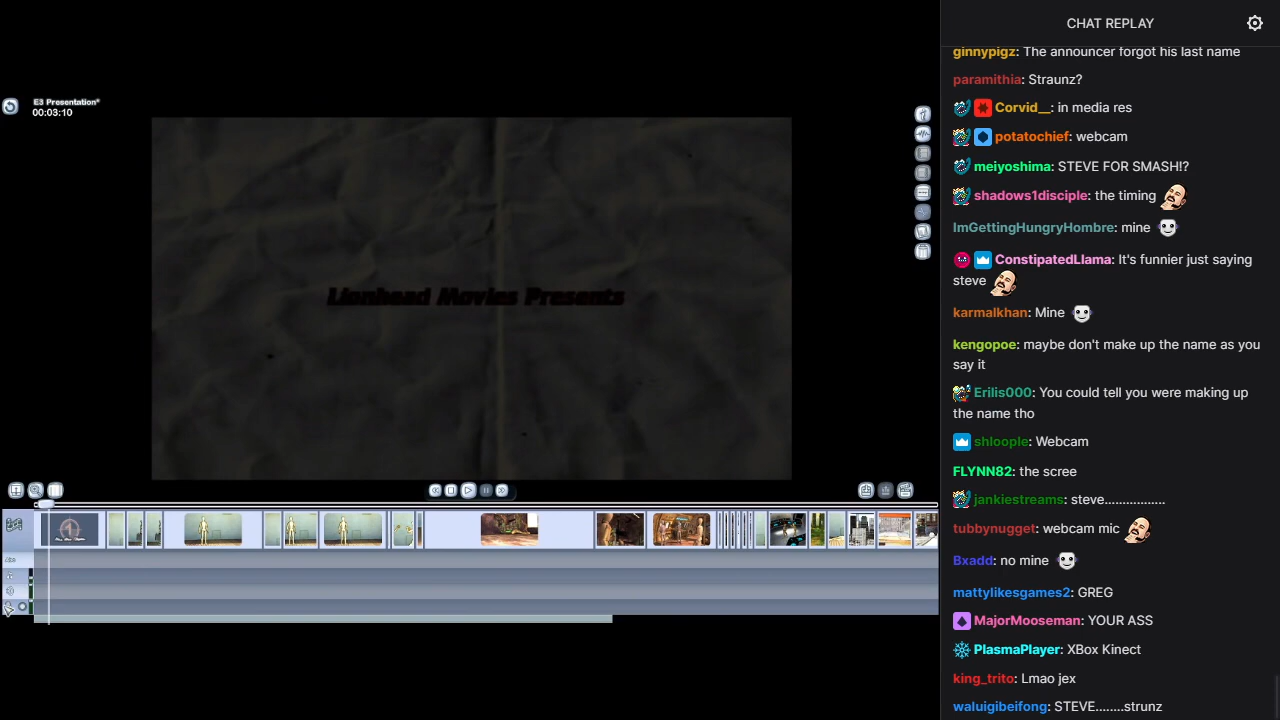 CHAT REPLAY
E3 Presentation*
00:03:10
Lionhead Movies Presents
ginnypigz: The announcer forgot his last name
paramithia: Straunz?
Corvid__: in media res
potatochief: webcam
meiyoshima: STEVE FOR SMASH!?
shadows1disciple: the timing
ImGettingHungryHombre: mine
ConstipatedLlama: It's funnier just saying
steve
karmalkhan: Mine
kengopoe: maybe don't make up the name as you
say it
Erilis000: You could tell you were making up
the name tho
shloople: Webcam
FLYNN82: the scree
jankiestreams: steve.................
tubbynugget: webcam mic
Bxadd: no mine
mattylikesgames2: GREG
MajorMooseman: YOUR ASS
PlasmaPlayer: XBox Kinect
king_trito: Lmao jex
waluigibeifong: STEVE........strunz